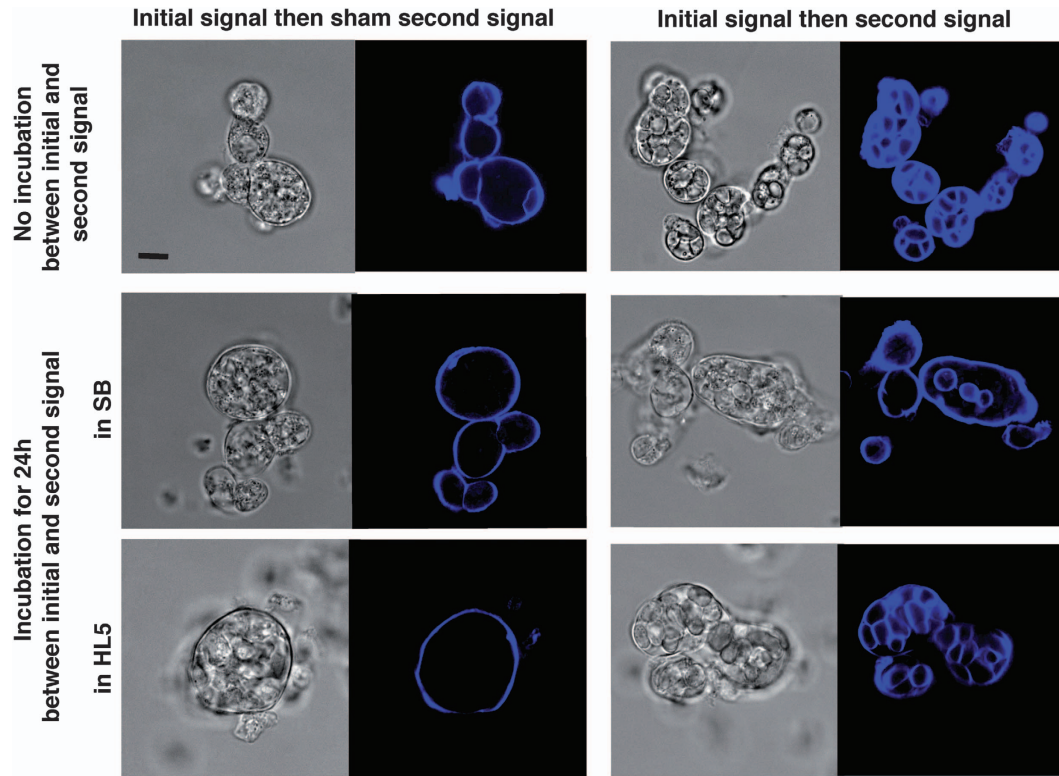 Initial signal then sham second signal
Initial signal then second signal
No incubation
between initial and
second signal
Incubation for 24h
between initial and second signal
in SB
in HL5